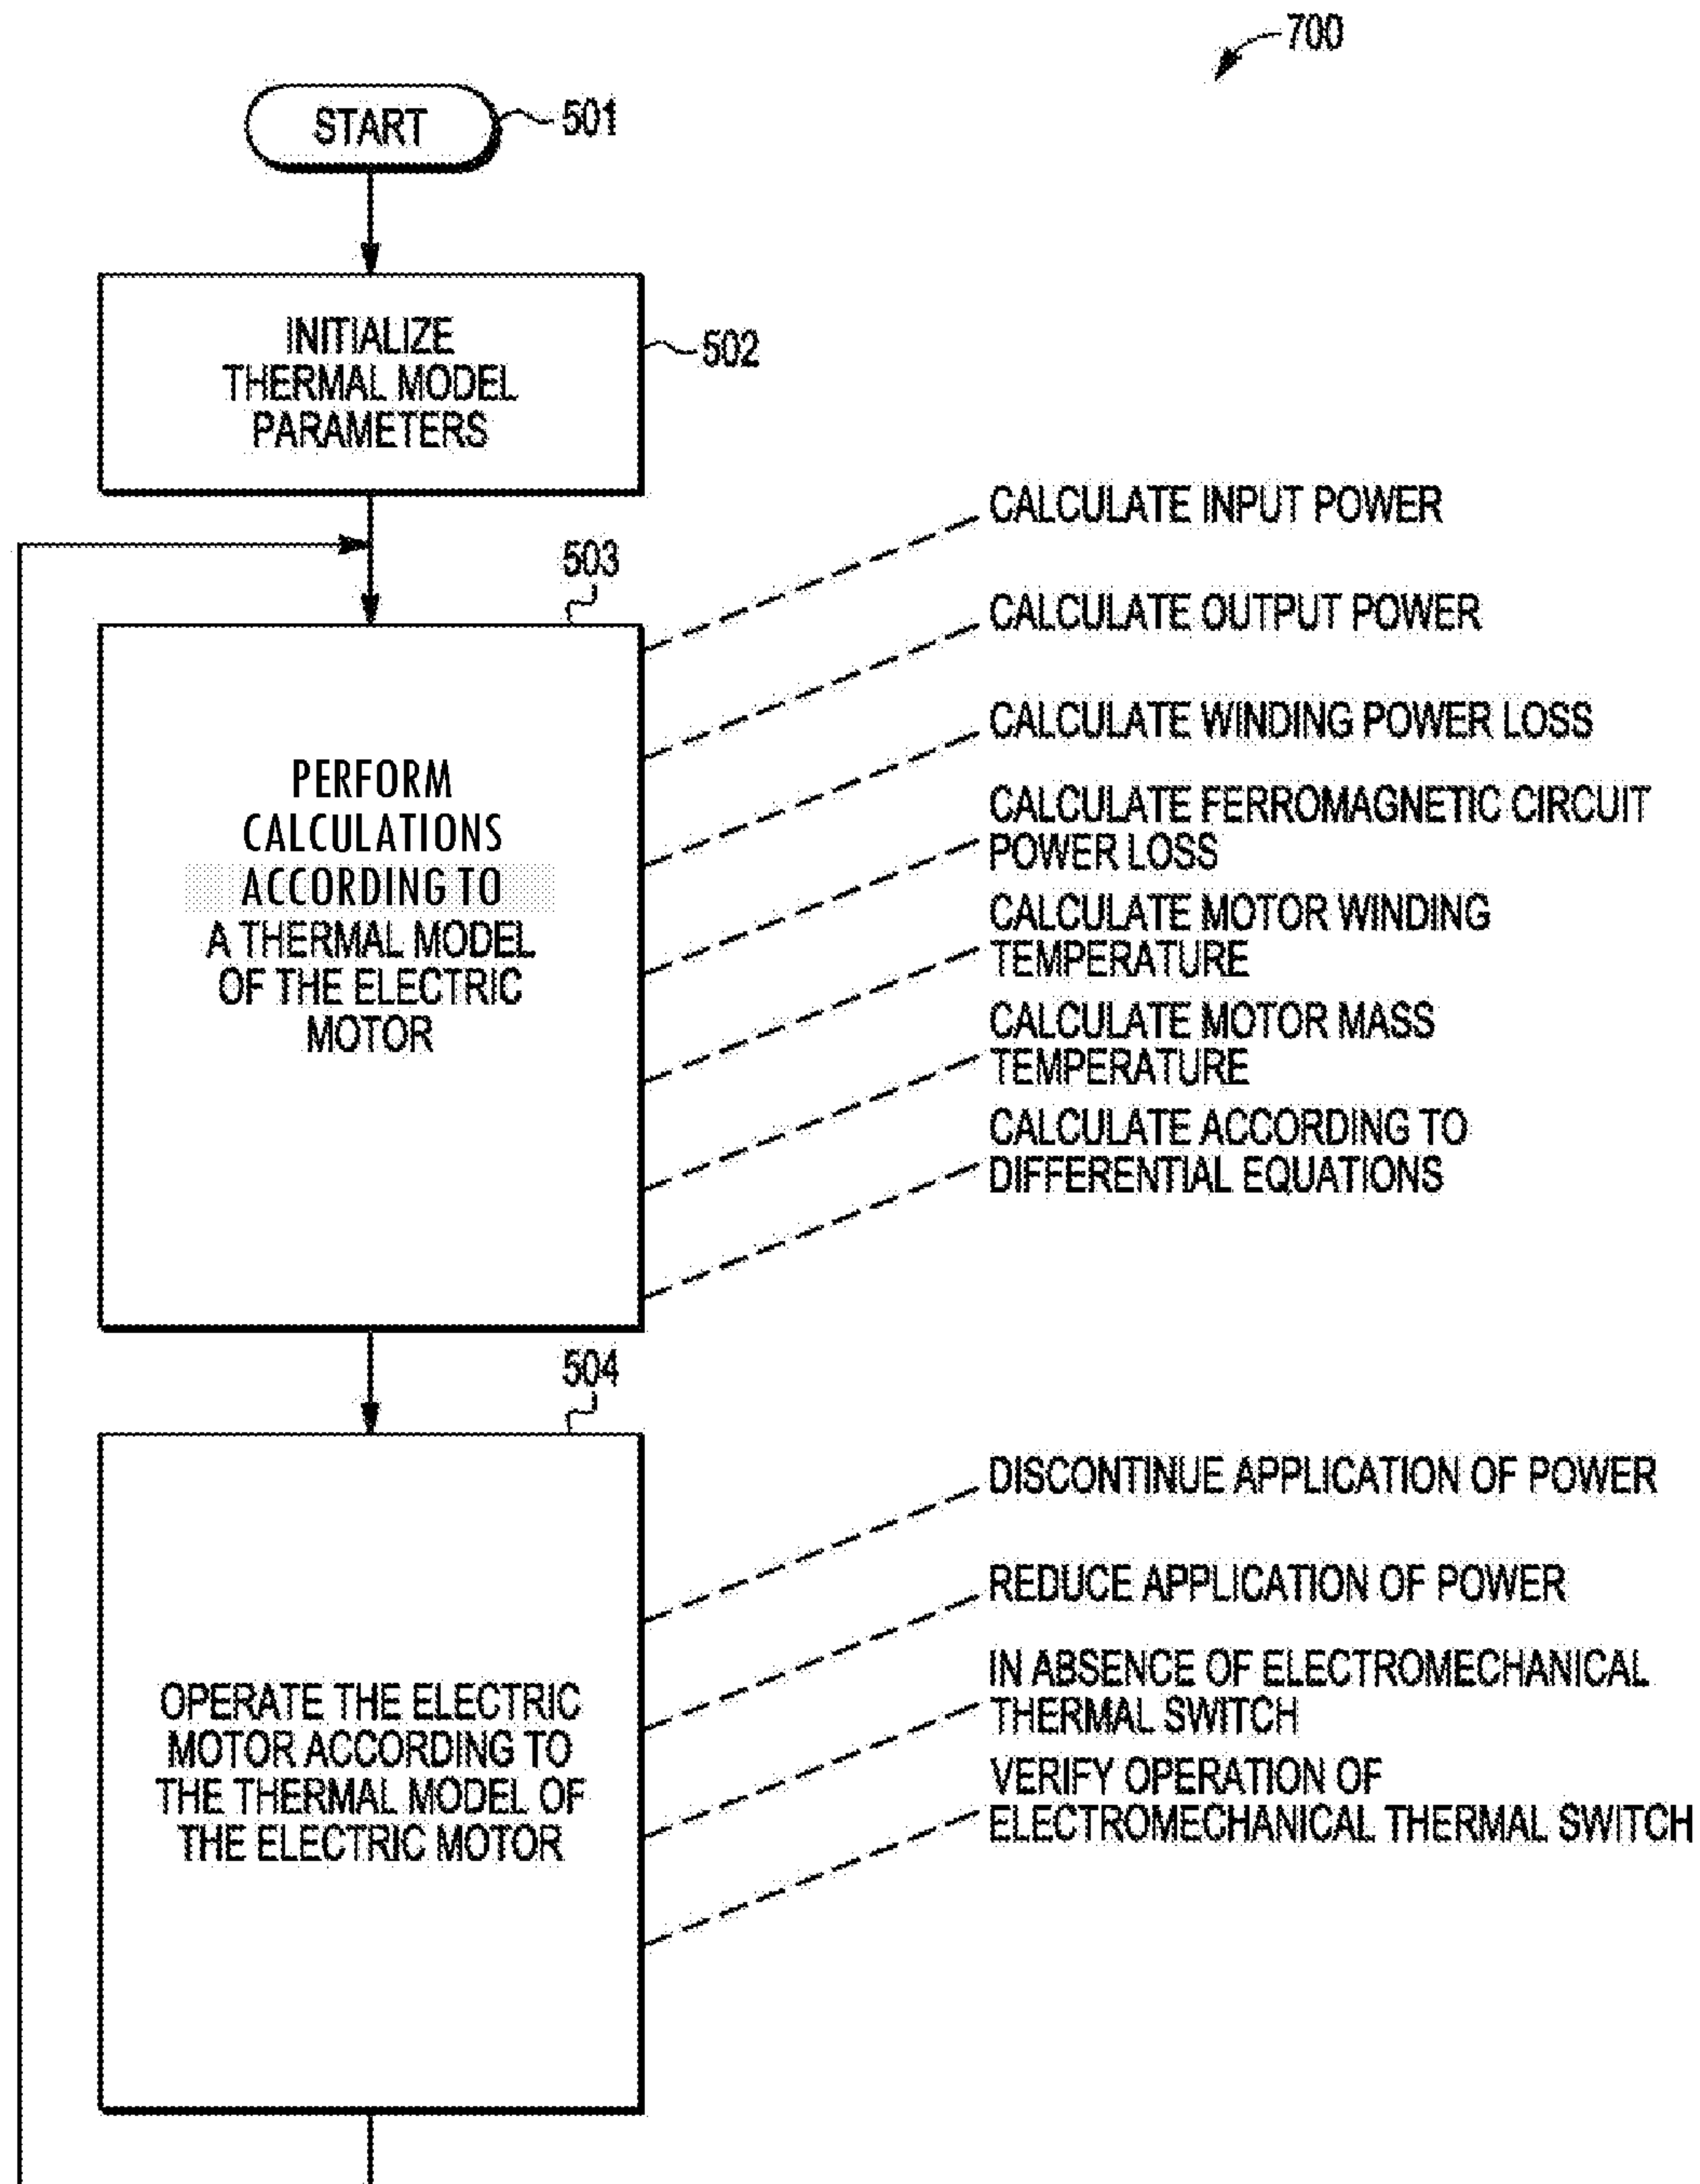 700
START
501
INITIALIZE
THERMAL MODEL
PARAMETERS
502
503
PERFORM
CALCULATIONS
ACCORDING TO
A THERMAL MODEL
OF THE ELECTRIC
MOTOR
CALCULATE INPUT POWER
CALCULATE OUTPUT POWER
CALCULATE WINDING POWER LOSS
CALCULATE FERROMAGNETIC CIRCUIT
POWER LOSS
CALCULATE MOTOR WINDING
TEMPERATURE
CALCULATE MOTOR MASS
TEMPERATURE
CALCULATE ACCORDING TO
DIFFERENTIAL EQUATIONS
504
OPERATE THE ELECTRIC
MOTOR ACCORDING TO
THE THERMAL MODEL OF
THE ELECTRIC MOTOR
DISCONTINUE APPLICATION OF POWER
REDUCE APPLICATION OF POWER
IN ABSENCE OF ELECTROMECHANICAL
THERMAL SWITCH
VERIFY OPERATION OF
ELECTROMECHANICAL THERMAL SWITCH